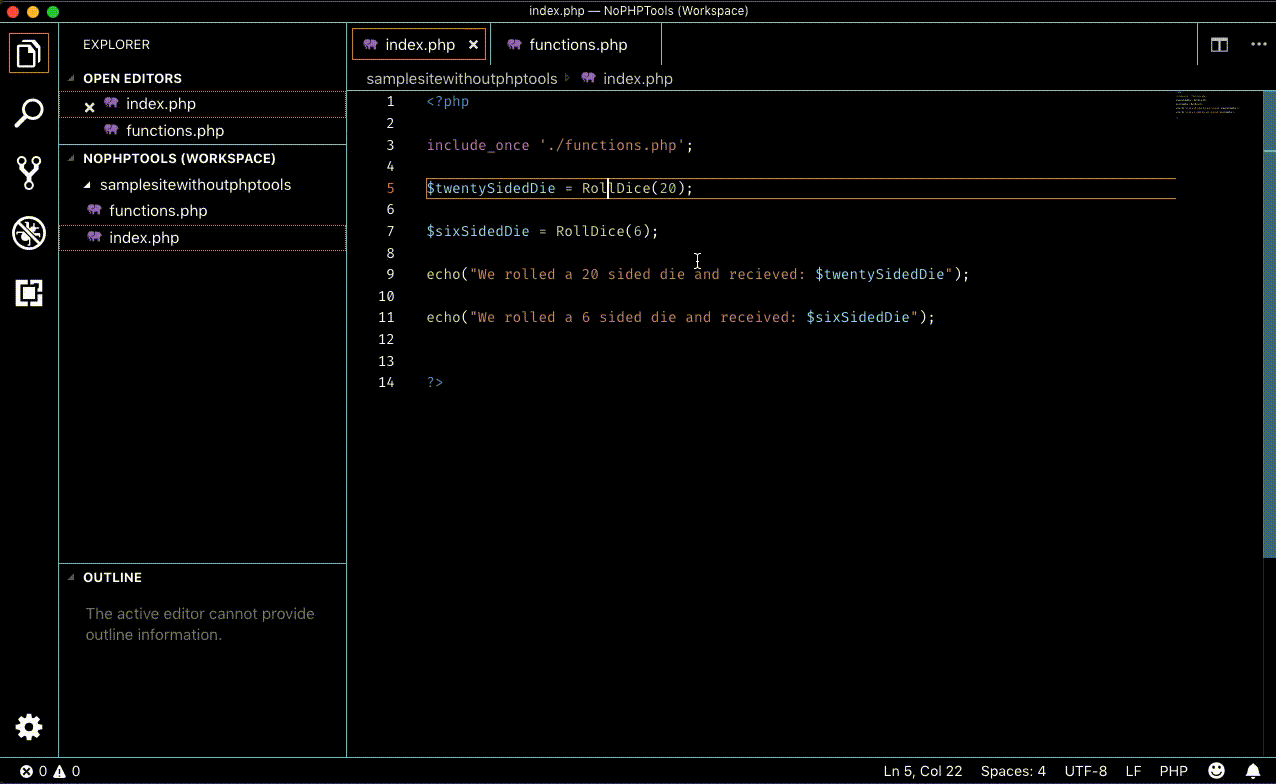 index.php — NoPHPTools (Workspace)
EXPLORER
OPEN EDITORS
index.php
functions.php
NOPHPTOOLS (WORKSPACE)
samplesitewithoutphptools
functions.php
index.php
OUTLINE
The active editor cannot provide
outline information.
index.php functions.php
samplesitewithoutphptools index.php
1 <?php
2
3 include_once './functions.php';
4
5 $twentySidedDie = RollDice(20);
6
7 $sixSidedDie = RollDice(6);
8
9 echo("We rolled a 20 sided die and recieved: $twentySidedDie");
10
11 echo("We rolled a 6 sided die and received: $sixSidedDie");
12
13
14 ?>
0 0 Ln 5, Col 22 Spaces: 4 UTF-8 LF PHP